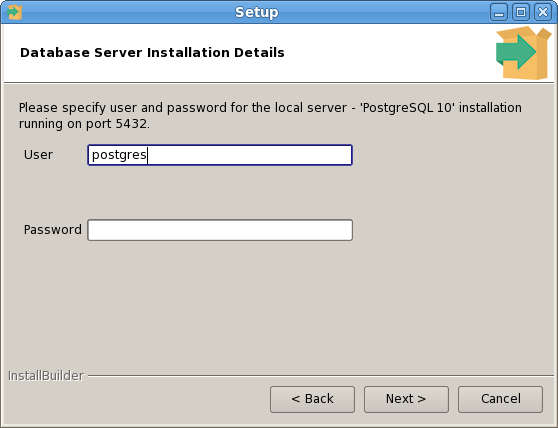 Setup
Database Server Installation Details
Please specify user and password for the local server - 'PostgreSQL 10' installation
running on port 5432.
User postgres
Password
InstallBuilder
< Back Next > Cancel